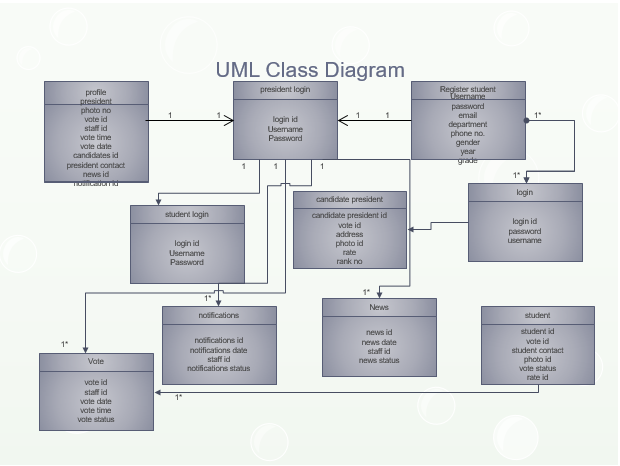 UML Class Diagram
profile
president
photo no
vote id
staff id
vote time
vote date
candidates id
president contact
news id
notification id
1
1
president login
login id
Username
Password
1
1
Register student
Username
password
email
department
phone no.
gender
year
grade
1*
1*
login
login id
password
username
1
1
1
student login
login id
Username
Password
candidate president
candidate president id
vote id
address
photo id
rate
rank no
1*
notifications
notifications id
notifications date
staff id
notifications status
1*
News
news id
news date
staff id
news status
student
student id
vote id
student contact
photo id
vote status
rate id
1*
Vote
vote id
staff id
vote date
vote time
vote status
1*